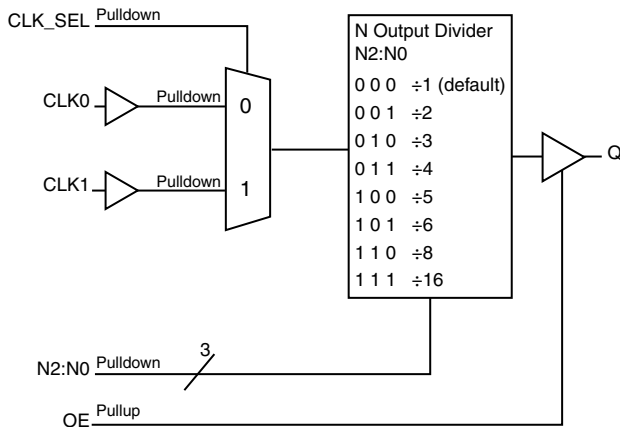 CLK_SEL Pulldown
CLK0 Pulldown
CLK1 Pulldown
0
1
N Output Divider
N2:N0
0 0 0 ÷1 (default)
0 0 1 ÷2
0 1 0 ÷3
0 1 1 ÷4
1 0 0 ÷5
1 0 1 ÷6
1 1 0 ÷8
1 1 1 ÷16
Q
N2:N0 Pulldown 3
OE Pullup